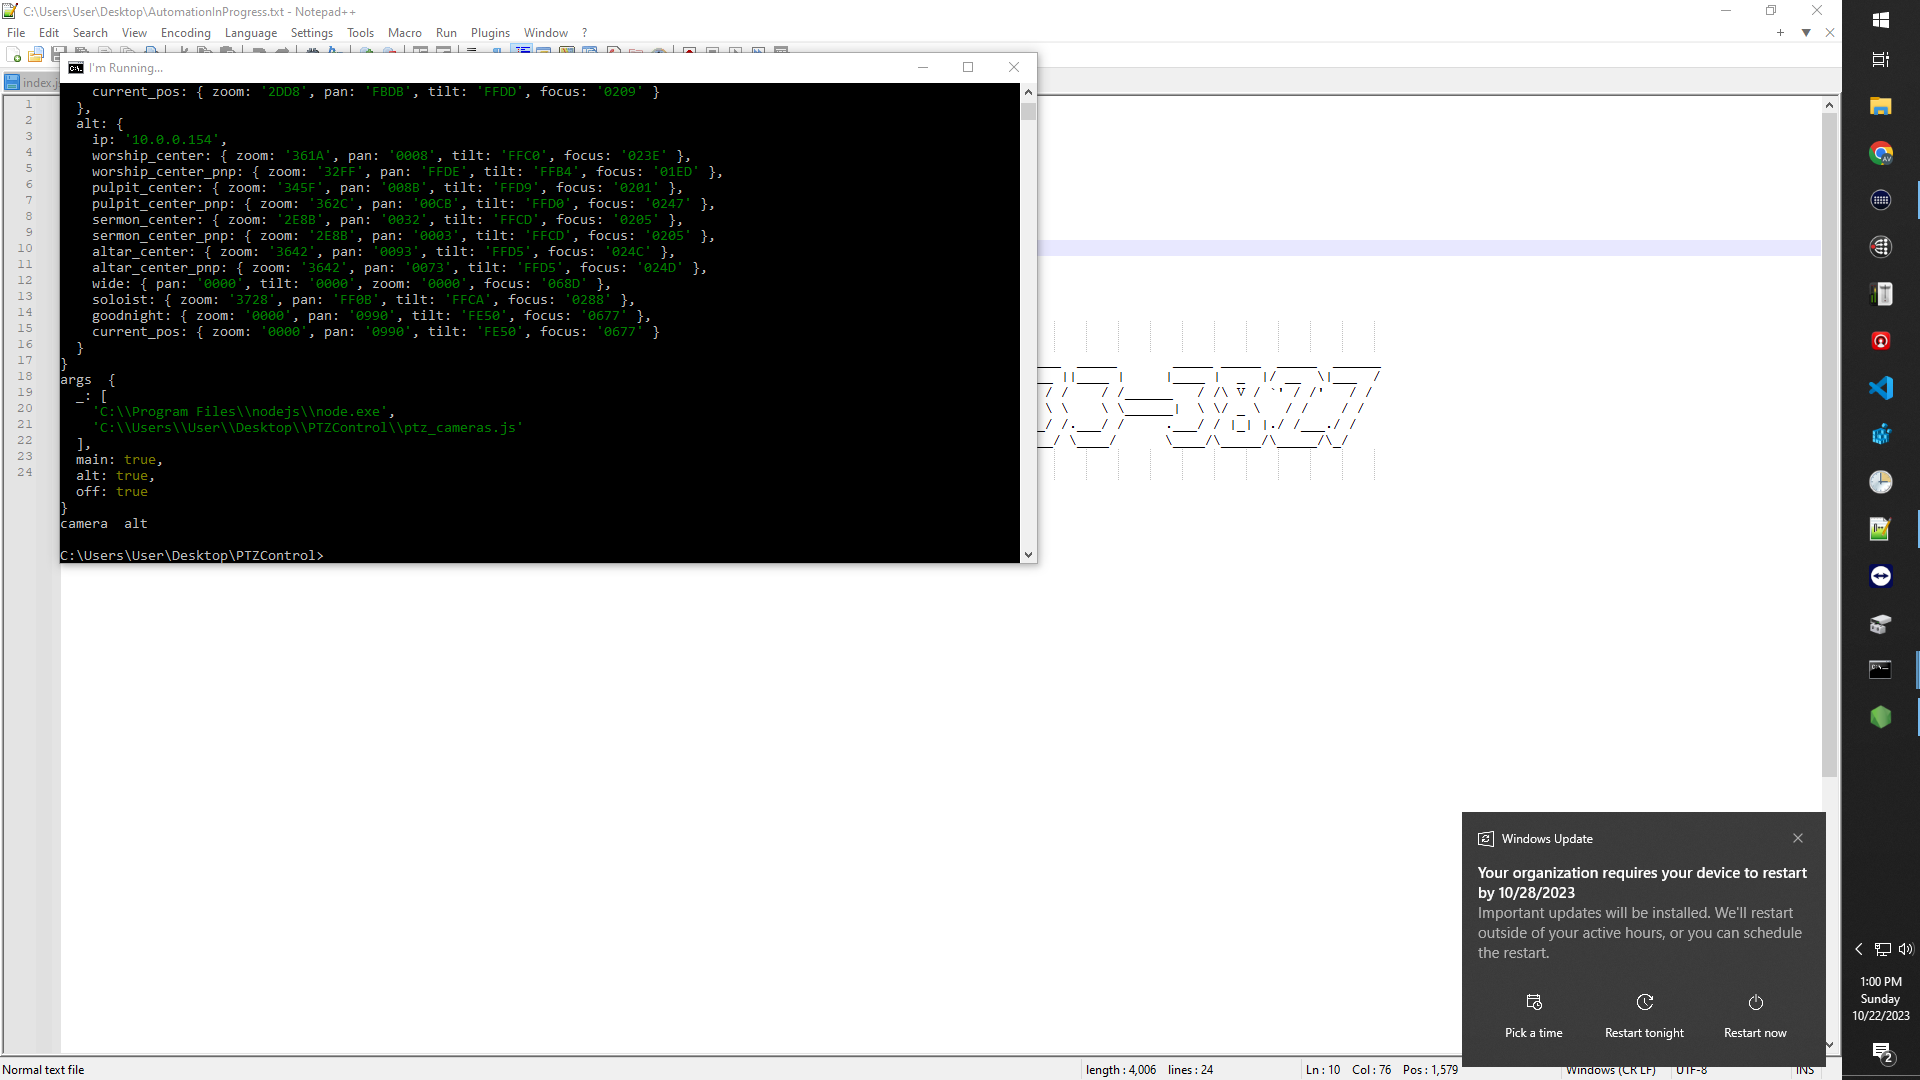 C:\Users\User\Desktop\AutomationInProgress.txt - Notepad++
File Edit Search View Encoding Language Settings Tools Macro Run Plugins Window ?
I'm Running...
current_pos: { zoom: '2DD8', pan: 'FBDB', tilt: 'FFDD', focus: '0209' }
},
alt: {
ip: '10.0.0.154',
worship_center: { zoom: '361A', pan: '0008', tilt: 'FFC0', focus: '023E' },
worship_center_pnp: { zoom: '32FF', pan: 'FFDE', tilt: 'FFB4', focus: '01ED' },
pulpit_center: { zoom: '345F', pan: '008B', tilt: 'FFD9', focus: '0201' },
pulpit_center_pnp: { zoom: '362C', pan: '00CB', tilt: 'FFD0', focus: '0247' },
sermon_center: { zoom: '2E8B', pan: '0032', tilt: 'FFCD', focus: '0205' },
sermon_center_pnp: { zoom: '2E8B', pan: '0003', tilt: 'FFCD', focus: '0205' },
altar_center: { zoom: '3642', pan: '0093', tilt: 'FFD5', focus: '024C' },
altar_center_pnp: { zoom: '3642', pan: '0073', tilt: 'FFD5', focus: '024D' },
wide: { pan: '0000', tilt: '0000', zoom: '0000', focus: '068D' },
soloist: { zoom: '3728', pan: 'FF0B', tilt: 'FFCA', focus: '0288' },
goodnight: { zoom: '0000', pan: '0990', tilt: 'FE50', focus: '0677' },
current_pos: { zoom: '0000', pan: '0990', tilt: 'FE50', focus: '0677' }
}
}
args {
_: [
'C:\\Program Files\\nodejs\\node.exe',
'C:\\Users\\User\\Desktop\\PTZControl\\ptz_cameras.js'
],
main: true,
alt: true,
off: true
}
camera alt
C:\Users\User\Desktop\PTZControl>
1
2
3
4
5
6
7
8
9
10
11
12
13
14
15
16
17
18
19
20
21
22
23
24
3-3827
Windows Update
Your organization requires your device to restart
by 10/28/2023
Important updates will be installed. We'll restart
outside of your active hours, or you can schedule
the restart.
Pick a time Restart tonight Restart now
1:00 PM
Sunday
10/22/2023
2
Normal text file length : 4,006 lines : 24 Ln : 10 Col : 76 Pos : 1,579 Windows (CR LF) UTF-8 INS